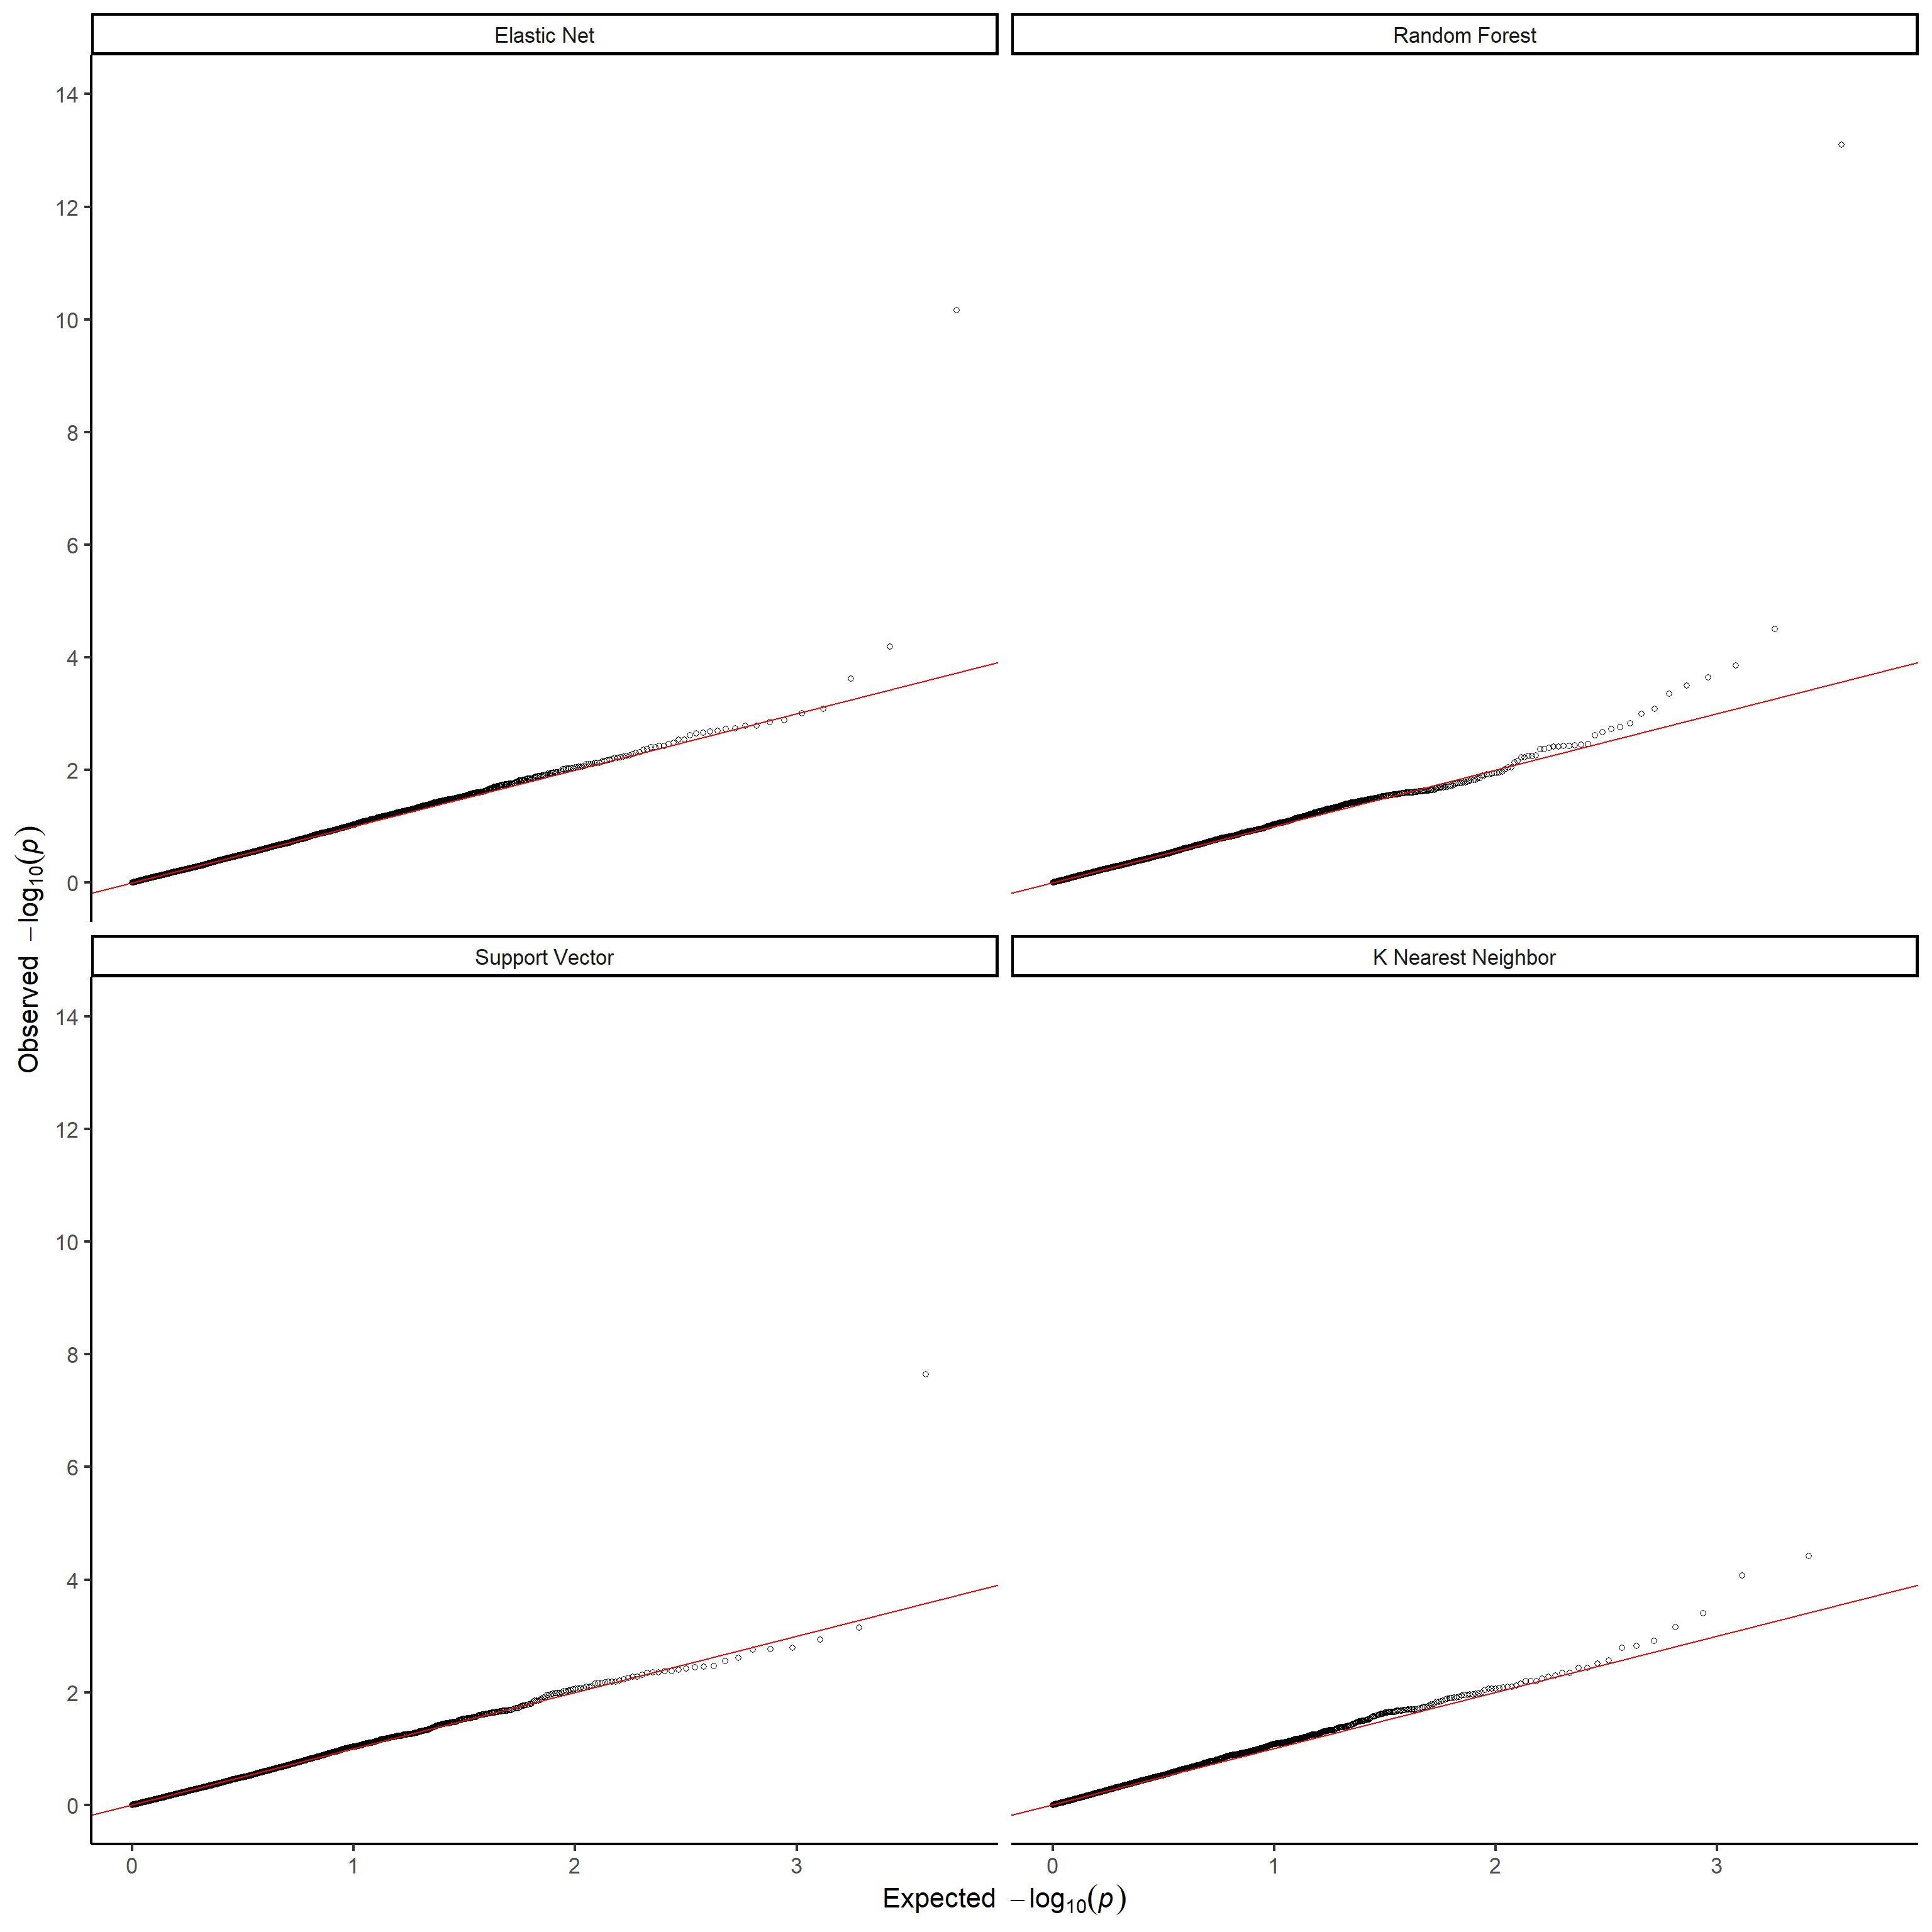 Elastic Net
Random Forest
14
12
10
8
6
4
2
0
Support Vector
K Nearest Neighbor
14
12
10
8
6
4
2
0
0 1 2 3
0 1 2 3
Expected −log₁₀(p)
Observed −log₁₀(p)